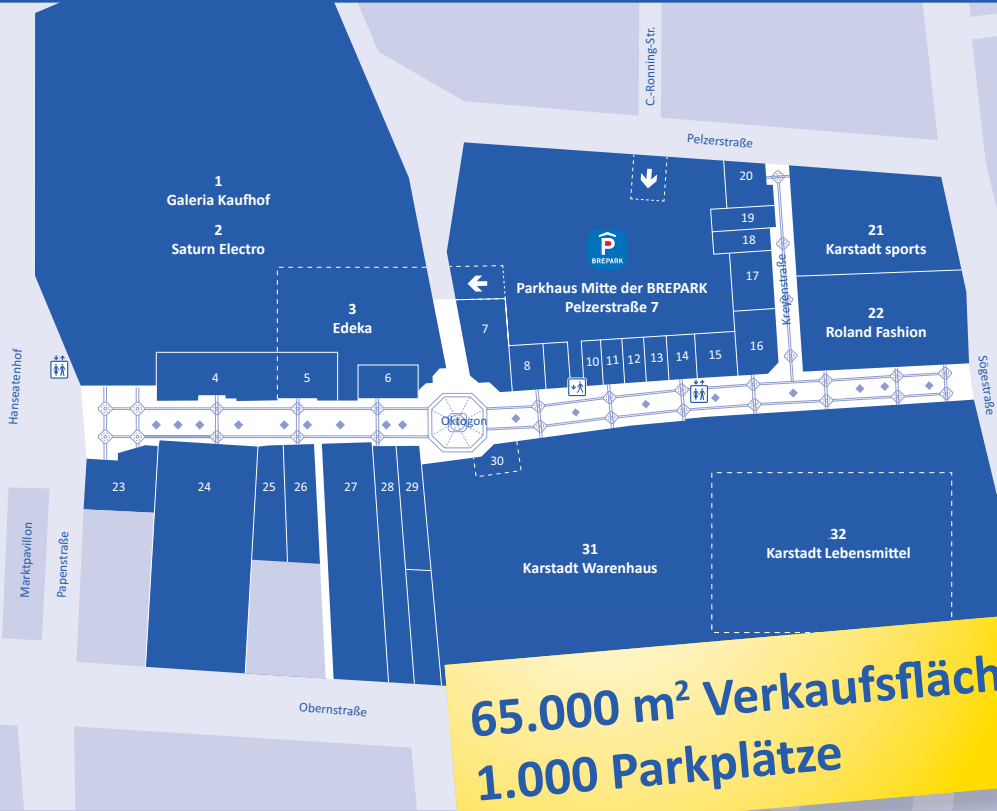 C.-Ronning-Str.
Pelzerstraße
1
Galeria Kaufhof
2
Saturn Electro
3
Edeka
4
5
6
7
8
10
11
12
13
14
15
16
17
18
19
20
P
BREPARK
Parkhaus Mitte der BREPARK
Pelzerstraße 7
Kreyenstraße
21
Karstadt sports
22
Roland Fashion
Hanseatenhof
Sögestraße
Oktogon
23
24
25
26
27
28
29
30
31
Karstadt Warenhaus
32
Karstadt Lebensmittel
Marktpavillon
Papenstraße
Obernstraße
65.000 m² Verkaufsfläch
1.000 Parkplätze